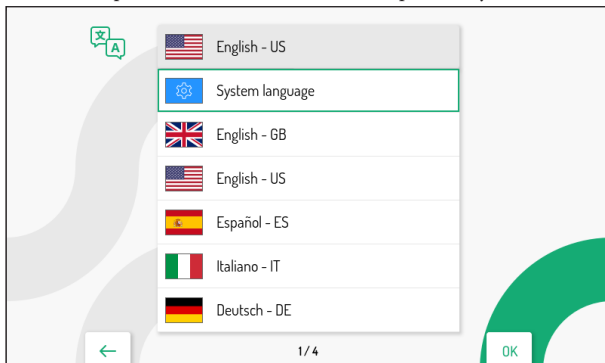 English - US
System language
English - GB
English - US
Español - ES
Italiano - IT
Deutsch - DE
1/4
OK